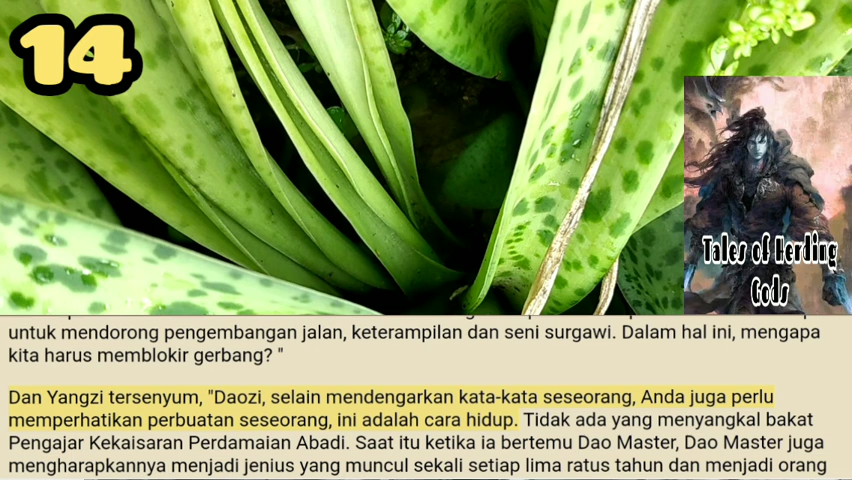 14
Tales of Herding
Gods
untuk mendorong pengembangan jalan, keterampilan dan seni surgawi. Dalam hal ini, mengapa
kita harus memblokir gerbang? "
Dan Yangzi tersenyum, "Daozi, selain mendengarkan kata-kata seseorang, Anda juga perlu
memperhatikan perbuatan seseorang, ini adalah cara hidup. Tidak ada yang menyangkal bakat
Pengajar Kekaisaran Perdamaian Abadi. Saat itu ketika ia bertemu Dao Master, Dao Master juga
mengharapkannya menjadi jenius yang muncul sekali setiap lima ratus tahun dan menjadi orang